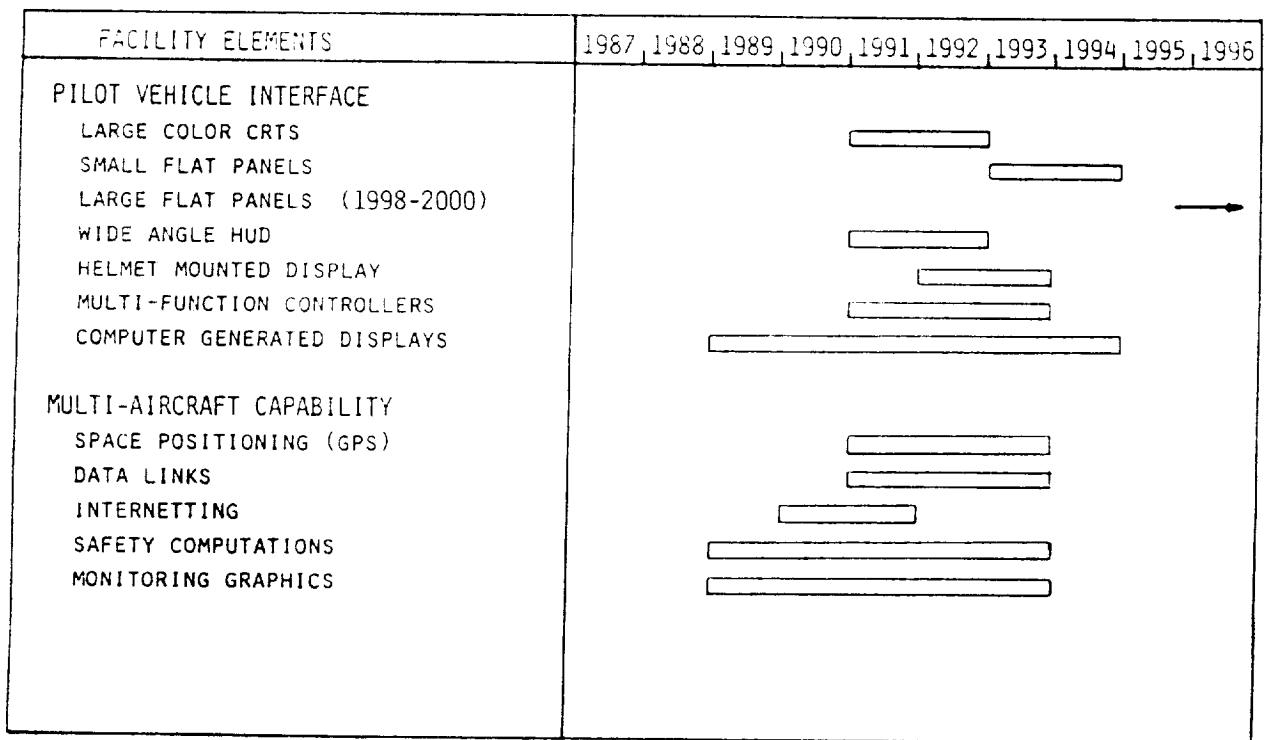 FACILITY ELEMENTS 1987 1988 1989 1990 1991 1992 1993 1994 1995 1996
PILOT VEHICLE INTERFACE
LARGE COLOR CRTS
SMALL FLAT PANELS
LARGE FLAT PANELS (1998-2000)
WIDE ANGLE HUD
HELMET MOUNTED DISPLAY
MULTI-FUNCTION CONTROLLERS
COMPUTER GENERATED DISPLAYS
MULTI-AIRCRAFT CAPABILITY
SPACE POSITIONING (GPS)
DATA LINKS
INTERNETTING
SAFETY COMPUTATIONS
MONITORING GRAPHICS